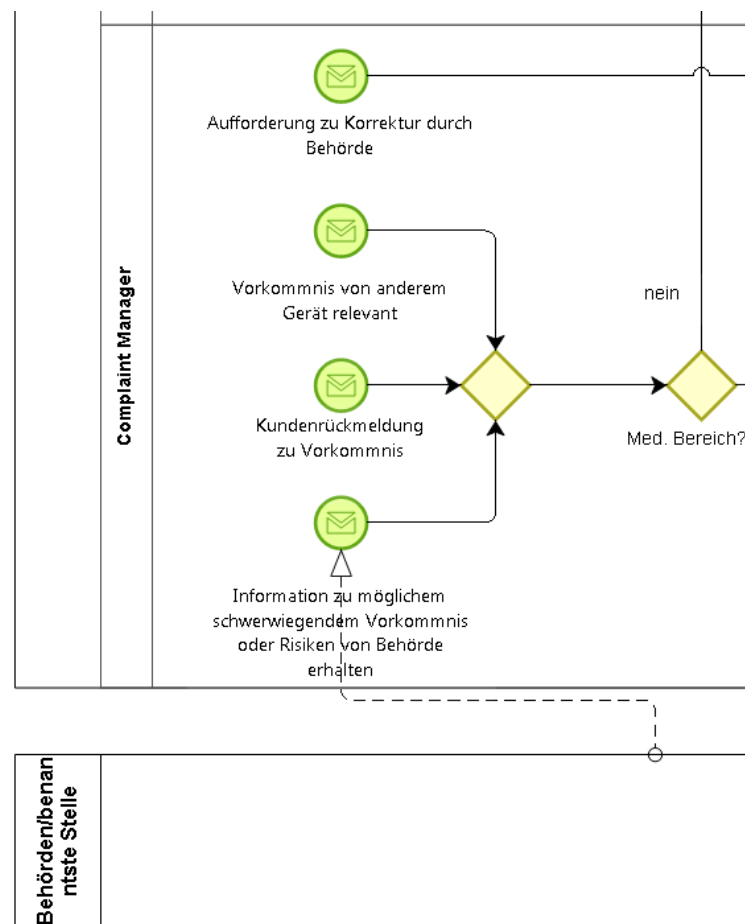 Complaint Manager
Aufforderung zu Korrektur durch
Behörde
Vorkommnis von anderem
Gerät relevant
nein
Kundenrückmeldung
zu Vorkommnis
Med. Bereich?
Information zu möglichem
schwerwiegendem Vorkommnis
oder Risiken von Behörde
erhalten
Behörden/benan
ntste Stelle